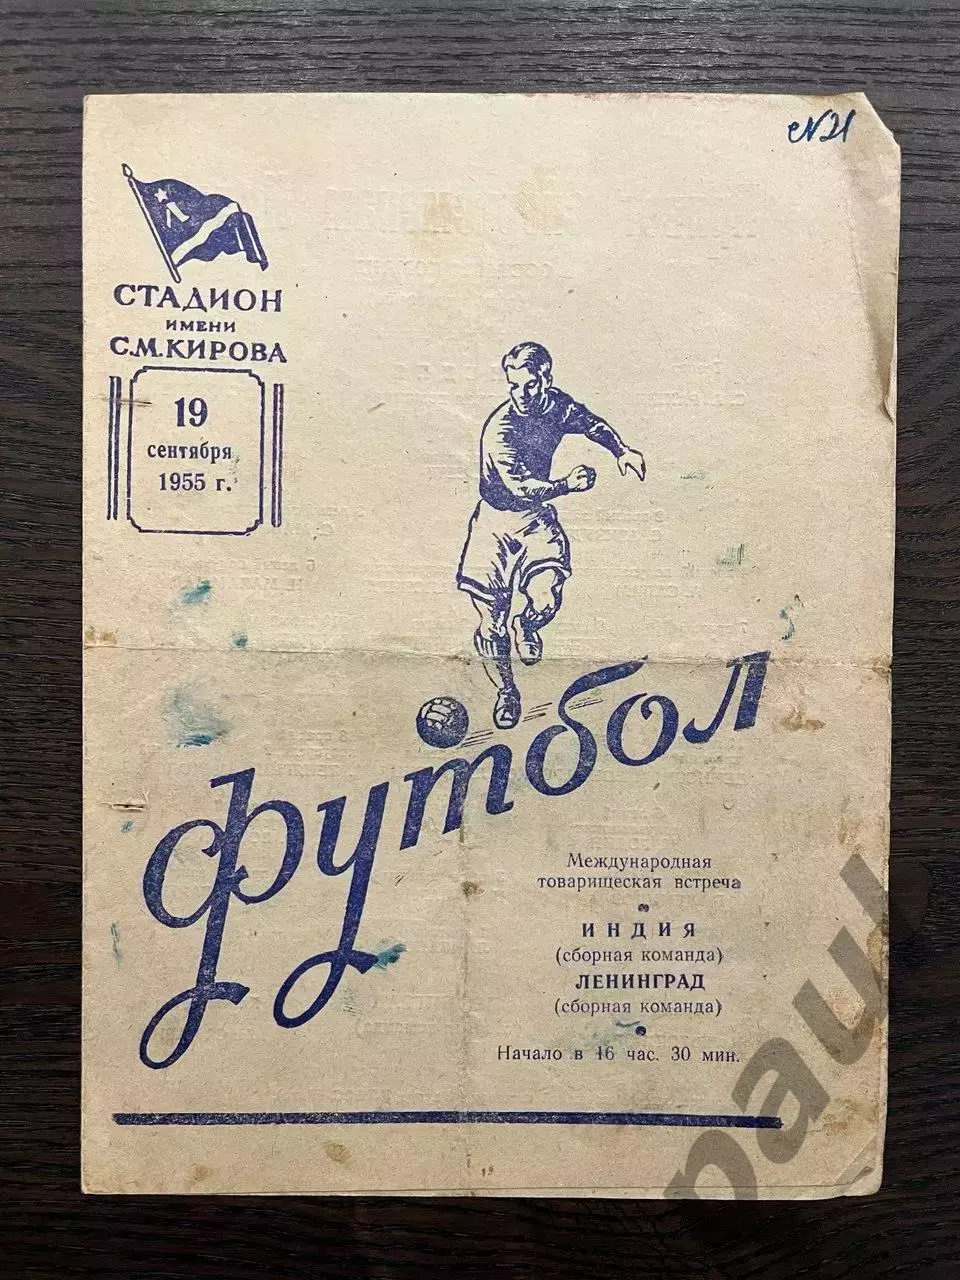 Л
СТАДИОН
ИМЕНИ
С.М.КИРОВА
19
сентября
1955 г.
футбол
Международная
товарищеская встреча
ИНДИЯ
(сборная команда)
ЛЕНИНГРАД
(сборная команда)
Начало в 16 час. 30 мин.